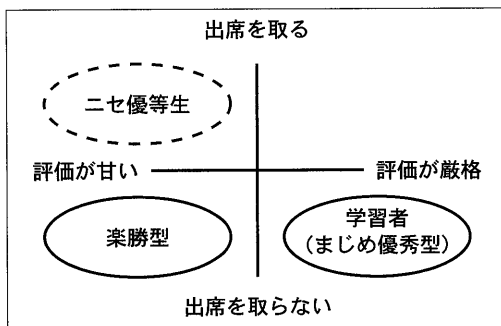 出席を取る
ニセ優等生
評価が甘い
評価が厳格
楽勝型
学習者
(まじめ優秀型)
出席を取らない